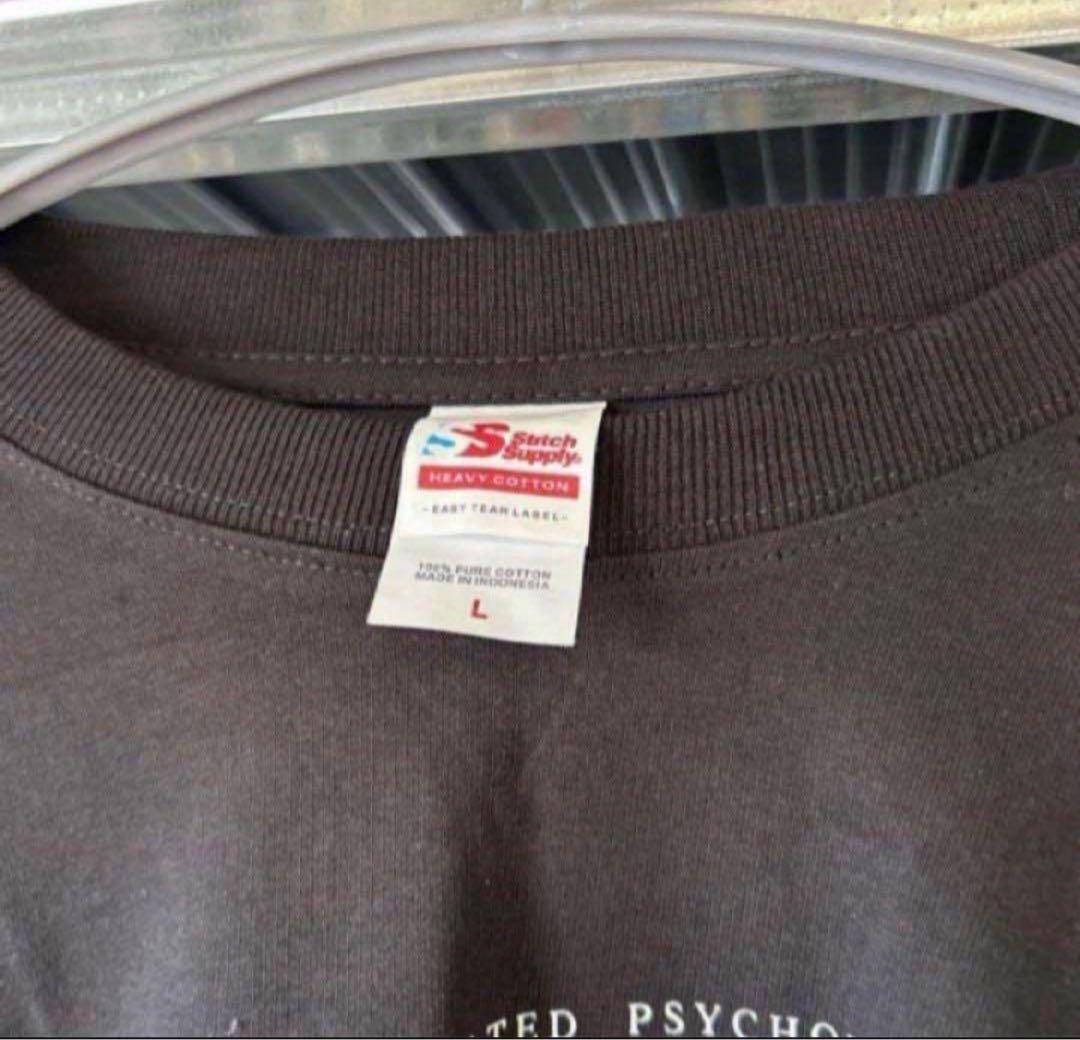 Stitch
Supply®
HEAVY COTTON
- EASY TEAR LABEL -
100% PURE COTTON
MADE IN INDONESIA
L
TED PSYCHO